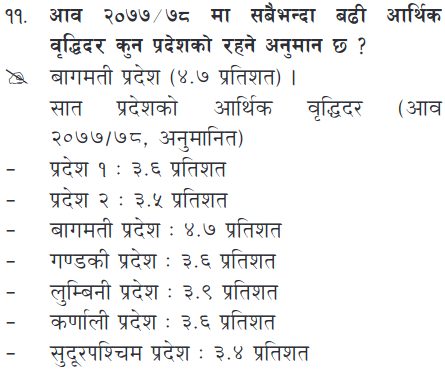 ११. आव २०७७/७८ मा सबैभन्दा बढी आर्थिक
वृद्धिदर कुन प्रदेशको रहने अनुमान छ ?
बागमती प्रदेश (४.७ प्रतिशत) ।
सात प्रदेशको आर्थिक वृद्धिदर (आव
२०७७/७८, अनुमानित)
– प्रदेश १ : ३.६ प्रतिशत
– प्रदेश २ : ३.५ प्रतिशत
– बागमती प्रदेश : ४.७ प्रतिशत
– गण्डकी प्रदेश : ३.६ प्रतिशत
– लुम्बिनी प्रदेश : ३.९ प्रतिशत
– कर्णाली प्रदेश : ३.६ प्रतिशत
– सुदूरपश्चिम प्रदेश : ३.४ प्रतिशत